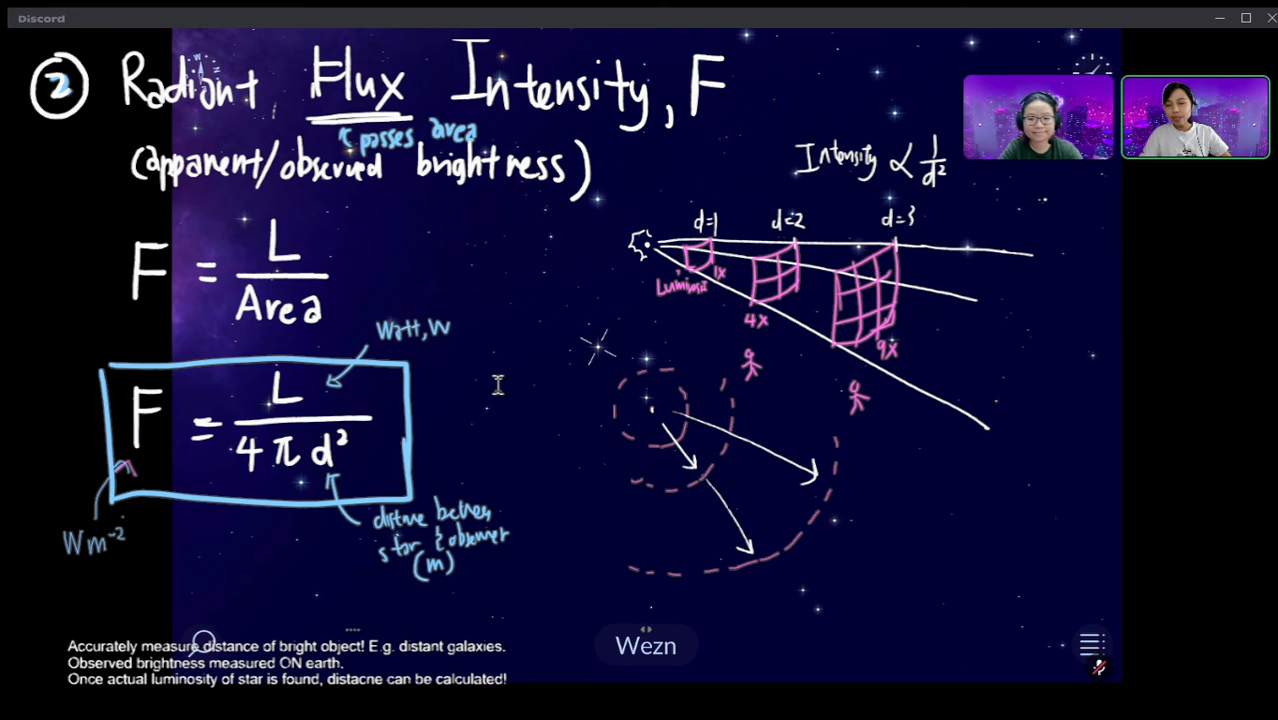 Discord
② Radiant Flux Intensity, F
passes area
(apparent/observed brightness)
Intensity ∝ 1/d²
d=1 d=2 d=3
Luminosit 1x
4x
9x
F = L/Area
Watt, W
F = L/4πd²
Wm⁻²
distance between
star & observer
(m)
Accurately measure distance of bright object! E.g. distant galaxies.
Observed brightness measured ON earth.
Once actual luminosity of star is found, distacne can be calculated!
Wezn